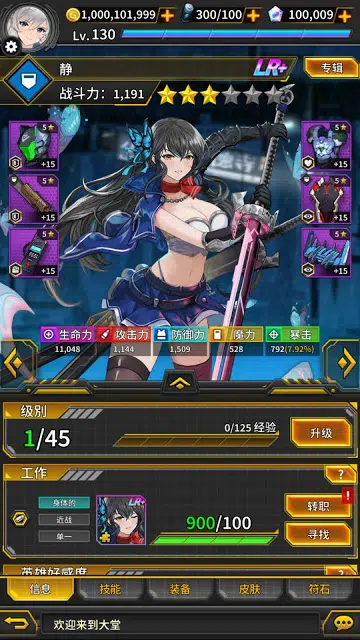 1,000,101,999
300/100
100,009
Lv.130
静
LR+
专辑
战斗力： 1,191
5
+15
5
+15
5
+15
5
+15
5
+15
5
+15
生命力 攻击力 防御力 魔力 暴击
11,048 1,144 1,509 528 792(7.92%)
级別
1/45
0/125 经验
升级
工作
?
身体的
近战
单一
LR+
900/100
转职
!
寻找
英雄好感度
?
信息 技能 装备 皮肤 符石
欢迎来到大堂